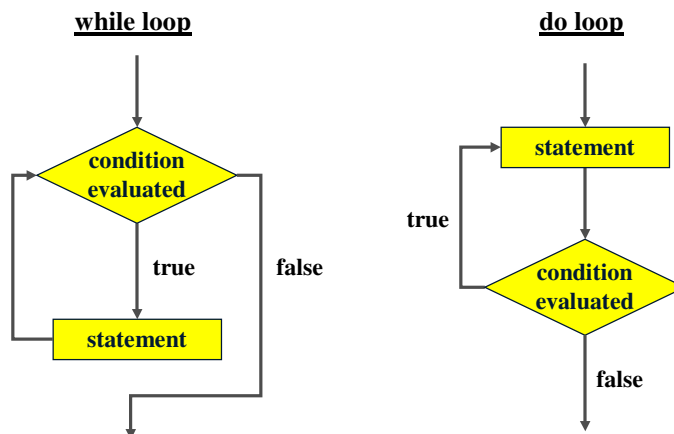 while loop
condition
evaluated
true
false
statement
do loop
statement
true
condition
evaluated
false